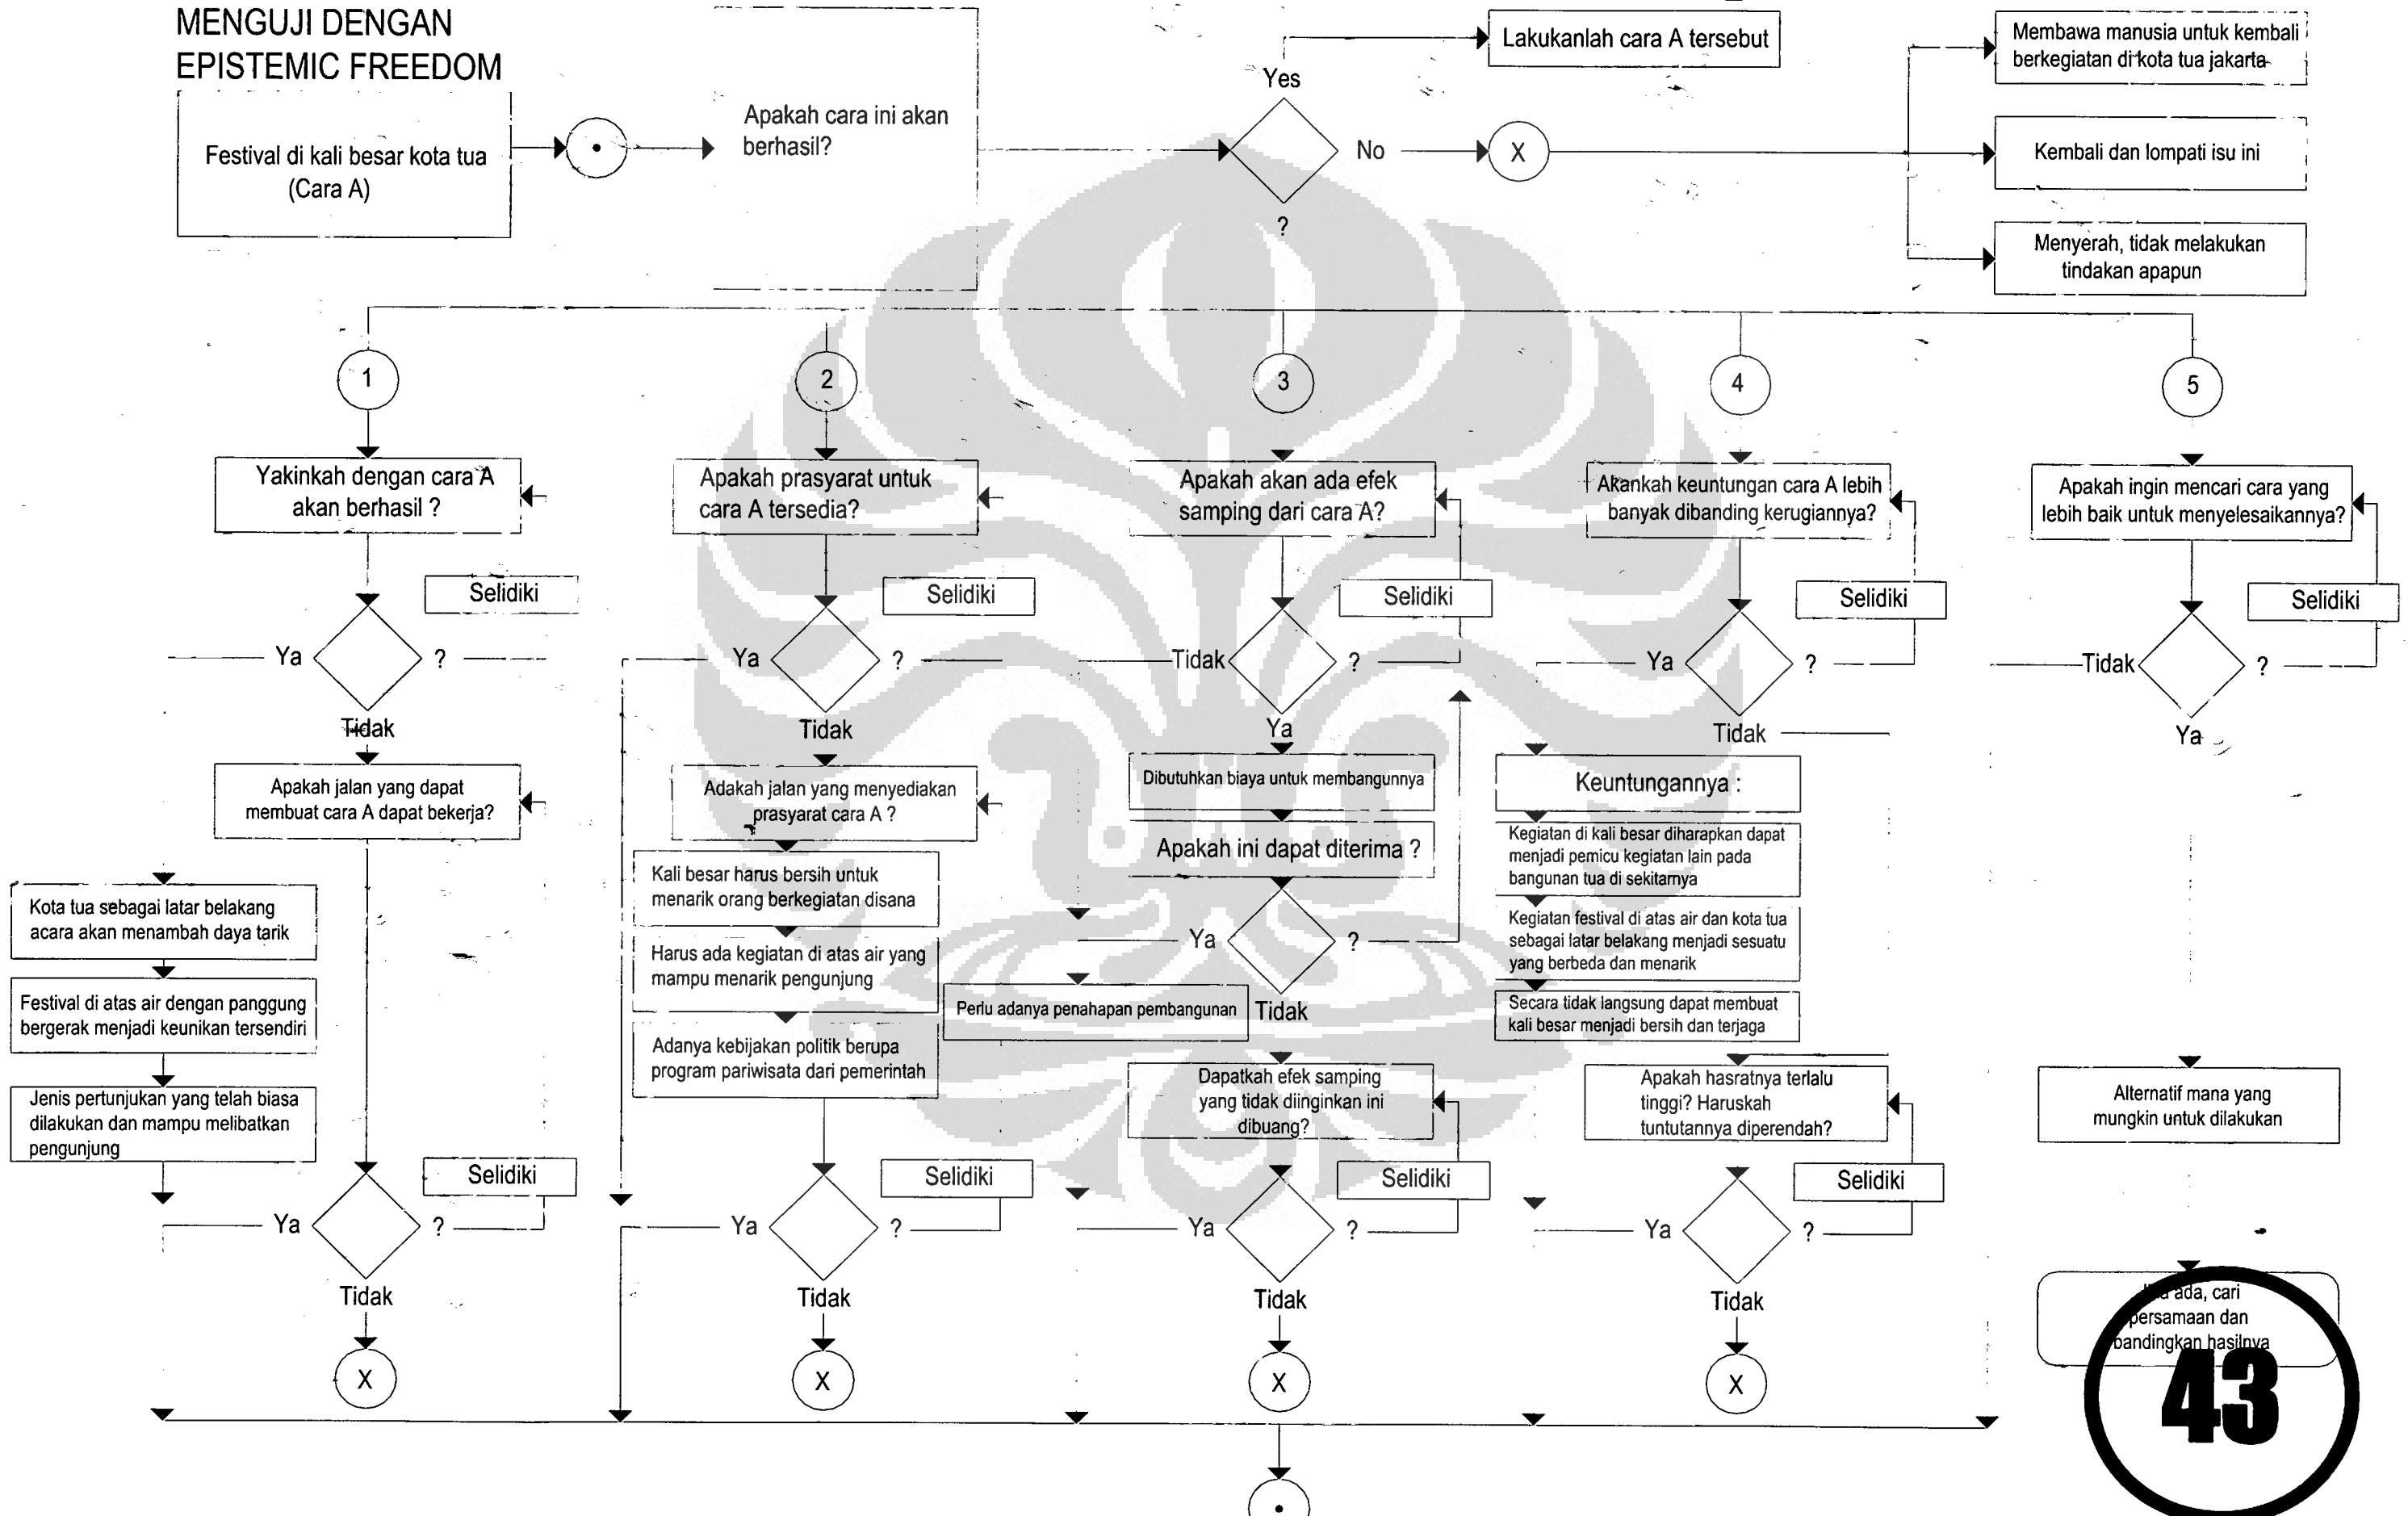 MENGUJI DENGAN
EPISTEMIC FREEDOM
Festival di kali besar kota tua
(Cara A)
Apakah cara ini akan
berhasil?
Yes
No
?
X
Lakukanlah cara A tersebut
Membawa manusia untuk kembali
berkegiatan di kota tua jakarta
Kembali dan lompati isu ini
Menyerah, tidak melakukan
tindakan apapun
1
2
3
4
5
Yakinkah dengan cara A
akan berhasil ?
Selidiki
Ya
?
Tidak
Apakah jalan yang dapat
membuat cara A dapat bekerja?
Kota tua sebagai latar belakang
acara akan menambah daya tarik
Festival di atas air dengan panggung
bergerak menjadi keunikan tersendiri
Jenis pertunjukan yang telah biasa
dilakukan dan mampu melibatkan
pengunjung
Selidiki
Ya
?
Tidak
X
Apakah prasyarat untuk
cara A tersedia?
Selidiki
Ya
?
Tidak
Adakah jalan yang menyediakan
prasyarat cara A ?
Kali besar harus bersih untuk
menarik orang berkegiatan disana
Harus ada kegiatan di atas air yang
mampu menarik pengunjung
Adanya kebijakan politik berupa
program pariwisata dari pemerintah
Selidiki
Ya
?
Tidak
X
Apakah akan ada efek
samping dari cara A?
Selidiki
Tidak
?
Ya
Dibutuhkan biaya untuk membangunnya
Apakah ini dapat diterima ?
Ya
?
Tidak
Perlu adanya penahapan pembangunan
Dapatkah efek samping
yang tidak diinginkan ini
dibuang?
Selidiki
Ya
?
Tidak
X
Akankah keuntungan cara A lebih
banyak dibanding kerugiannya?
Selidiki
Ya
?
Tidak
Keuntungannya :
Kegiatan di kali besar diharapkan dapat
menjadi pemicu kegiatan lain pada
bangunan tua di sekitarnya
Kegiatan festival di atas air dan kota tua
sebagai latar belakang menjadi sesuatu
yang berbeda dan menarik
Secara tidak langsung dapat membuat
kali besar menjadi bersih dan terjaga
Apakah hasratnya terlalu
tinggi? Haruskah
tuntutannya diperendah?
Selidiki
Ya
?
Tidak
X
Apakah ingin mencari cara yang
lebih baik untuk menyelesaikannya?
Selidiki
Tidak
?
Ya
Alternatif mana yang
mungkin untuk dilakukan
ada, cari
persamaan dan
bandingkan hasilnya
43